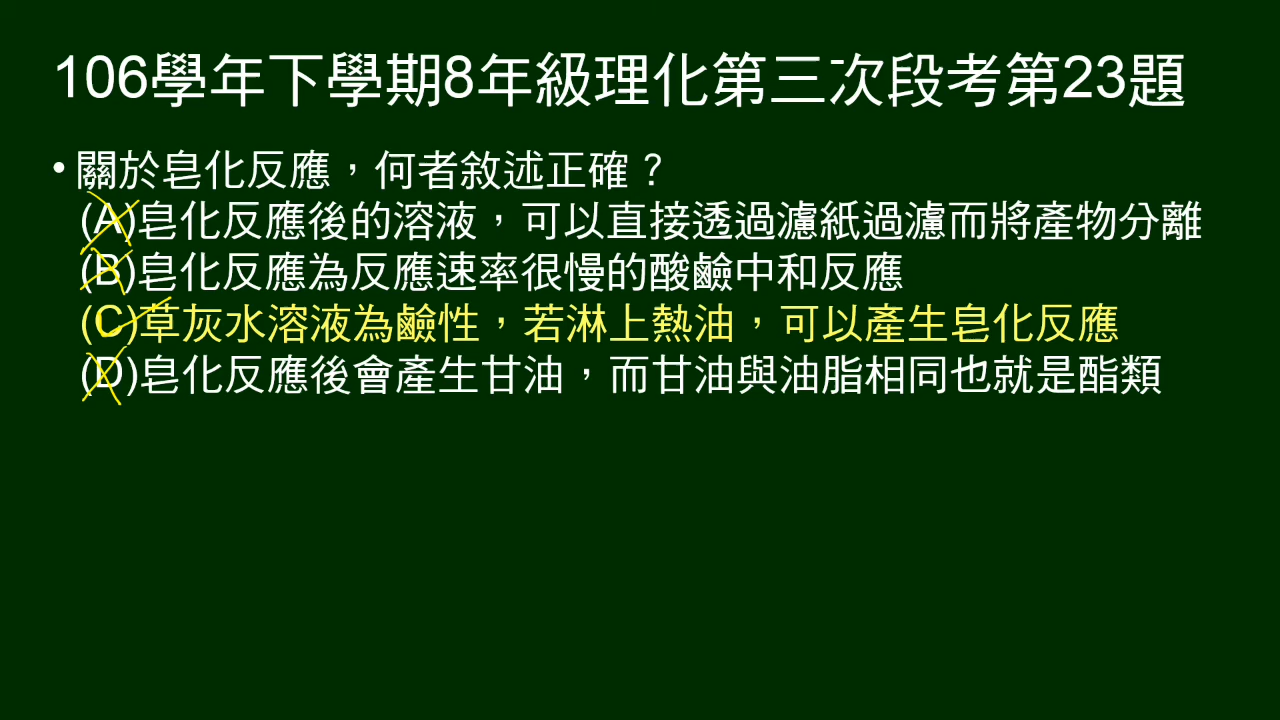 106學年下學期8年級理化第三次段考第23題
•關於皂化反應，何者敘述正確？
(A)皂化反應後的溶液，可以直接透過濾紙過濾而將產物分離
(B)皂化反應為反應速率很慢的酸鹼中和反應
(C)草灰水溶液為鹼性，若淋上熱油，可以產生皂化反應
(D)皂化反應後會產生甘油，而甘油與油脂相同也就是酯類